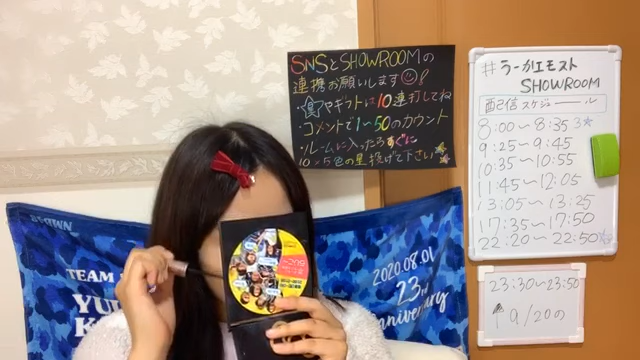 SNSとSHOWROOMの
連携お願いします
やギフトは10連打してね
・コメントで1~50のカウント
・ルームに入ったらすぐに
10×5色の星投げて下さい
#うーかエモスト
SHOWROOM
配信スケジュール
8:00~8:35
9:25~9:45
10:35~10:55
11:45~12:05
13:05~13:25
17:35~17:50
22:20~22:50
23:30~23:50
↑9/20の
TEAM
YU
K
2020.08.01
23rd
Anniversary